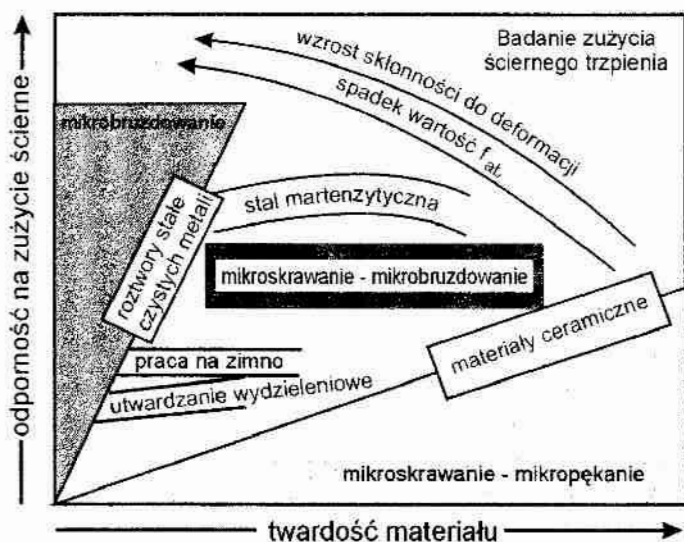 Badanie zużycia
ściernego trzpienia
wzrost skłonności do deformacji
spadek wartość f_ab
mikrobruzdowanie
stal martenzytyczna
roztwory stałe
czystych metali
mikroskrawanie - mikrobruzdowanie
materiały ceramiczne
praca na zimno
utwardzanie wydzieleniowe
mikroskrawanie - mikropękanie
odporność na zużycie ścierne
twardość materiału